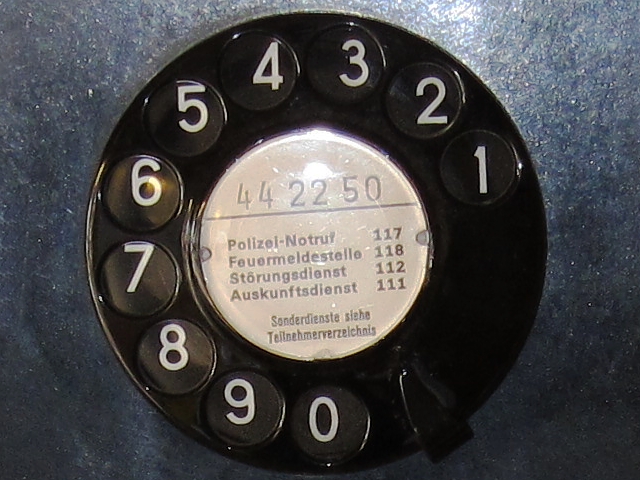 1
2
3
4
5
6
7
8
9
0
44 22 50
Polizei-Notruf 117
Feuermeldestelle 118
Störungsdienst 112
Auskunftsdienst 111
Sonderdienste siehe
Teilnehmerverzeichnis